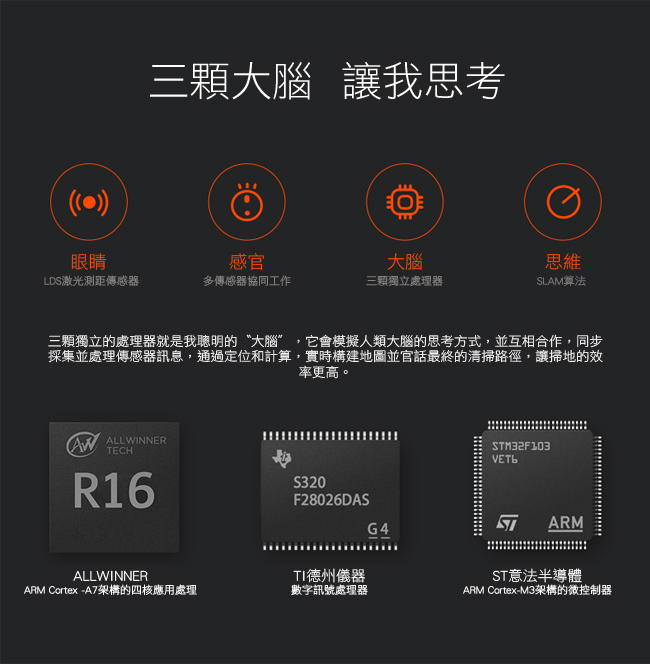 三顆大腦 讓我思考
眼睛
LDS激光測距傳感器
感官
多傳感器協同工作
大腦
三顆獨立處理器
思維
SLAM算法
三顆獨立的處理器就是我聰明的“大腦”，它會模擬人類大腦的思考方式，並互相合作，同步
採集並處理傳感器訊息，通過定位和計算，實時構建地圖並官話最終的清掃路徑，讓掃地的效
率更高。
AW ALLWINNER
TECH
R16
S320
F28026DAS
G4
STM32F103
VET6
ST
ARM
ALLWINNER
ARM Cortex -A7架構的四核應用處理
TI德州儀器
數字訊號處理器
ST意法半導體
ARM Cortex-M3架構的微控制器